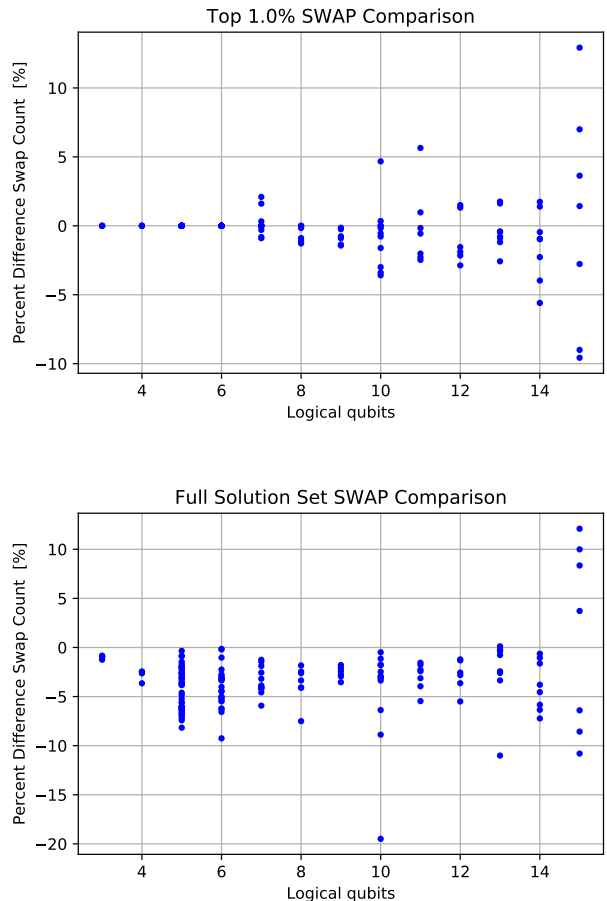 Top 1.0% SWAP Comparison
Percent Difference Swap Count [%]
10
5
0
−5
−10
4 6 8 10 12 14
Logical qubits
Full Solution Set SWAP Comparison
Percent Difference Swap Count [%]
10
5
0
−5
−10
−15
−20
4 6 8 10 12 14
Logical qubits